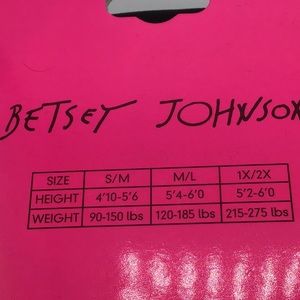 BETSEY JOHNSON
SIZE S/M M/L 1X/2X
HEIGHT 4'10-5'6 5'4-6'0 5'2-6'0
WEIGHT 90-150 lbs 120-185 lbs 215-275 lbs